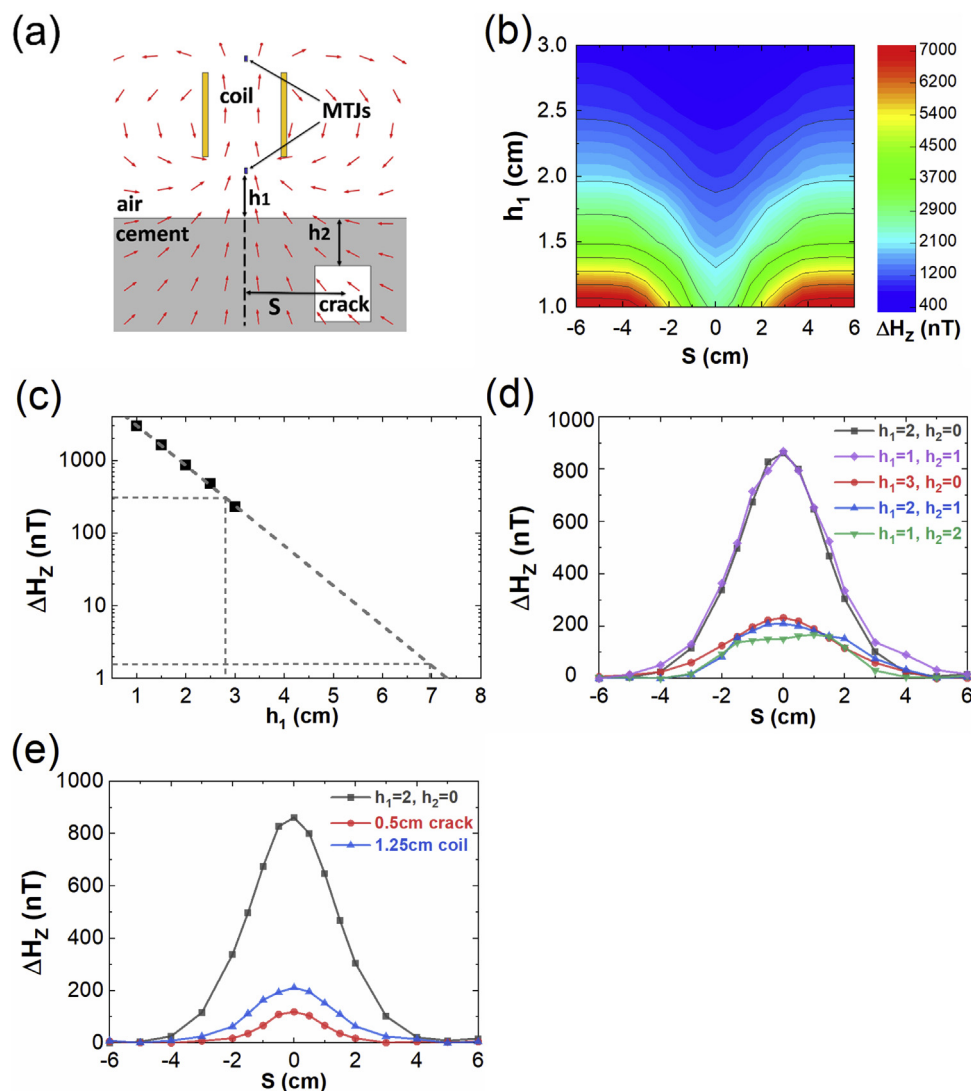 (a)
coil
MTJs
h1
air
cement
h2
S
crack
(b)
3.0
2.5
2.0
1.5
1.0
h1 (cm)
-6 -4 -2 0 2 4 6
S (cm)
7000
6200
5300
4500
3700
2900
2100
1200
400
ΔHZ (nT)
(c)
1000
100
10
1
ΔHZ (nT)
1 2 3 4 5 6 7 8
h1 (cm)
(d)
1000
800
600
400
200
0
ΔHZ (nT)
h1=2, h2=0
h1=1, h2=1
h1=3, h2=0
h1=2, h2=1
h1=1, h2=2
-6 -4 -2 0 2 4 6
S (cm)
(e)
1000
800
600
400
200
0
ΔHZ (nT)
h1=2, h2=0
0.5cm crack
1.25cm coil
-6 -4 -2 0 2 4 6
S (cm)